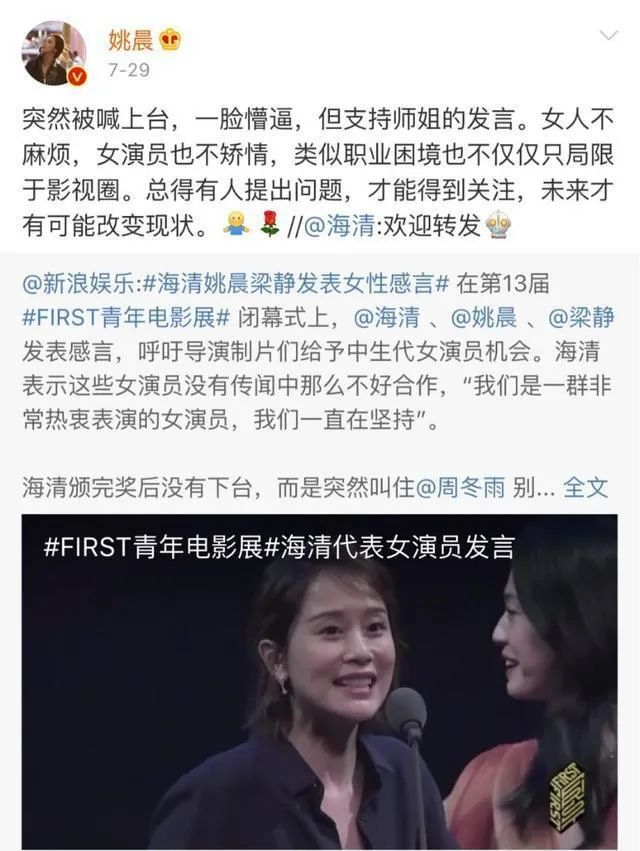 姚晨
7-29
突然被喊上台，一脸懵逼，但支持师姐的发言。女人不
麻烦，女演员也不矫情，类似职业困境也不仅仅只局限
于影视圈。总得有人提出问题，才能得到关注，未来才
有可能改变现状。//@海清:欢迎转发
@新浪娱乐:#海清姚晨梁静发表女性感言# 在第13届
#FIRST青年电影展# 闭幕式上，@海清 、@姚晨 、@梁静
发表感言，呼吁导演制片们给予中生代女演员机会。海清
表示这些女演员没有传闻中那么不好合作，“我们是一群非
常热衷表演的女演员，我们一直在坚持”。
海清颁完奖后没有下台，而是突然叫住@周冬雨 别... 全文
#FIRST青年电影展#海清代表女演员发言
FIRST
FIRST